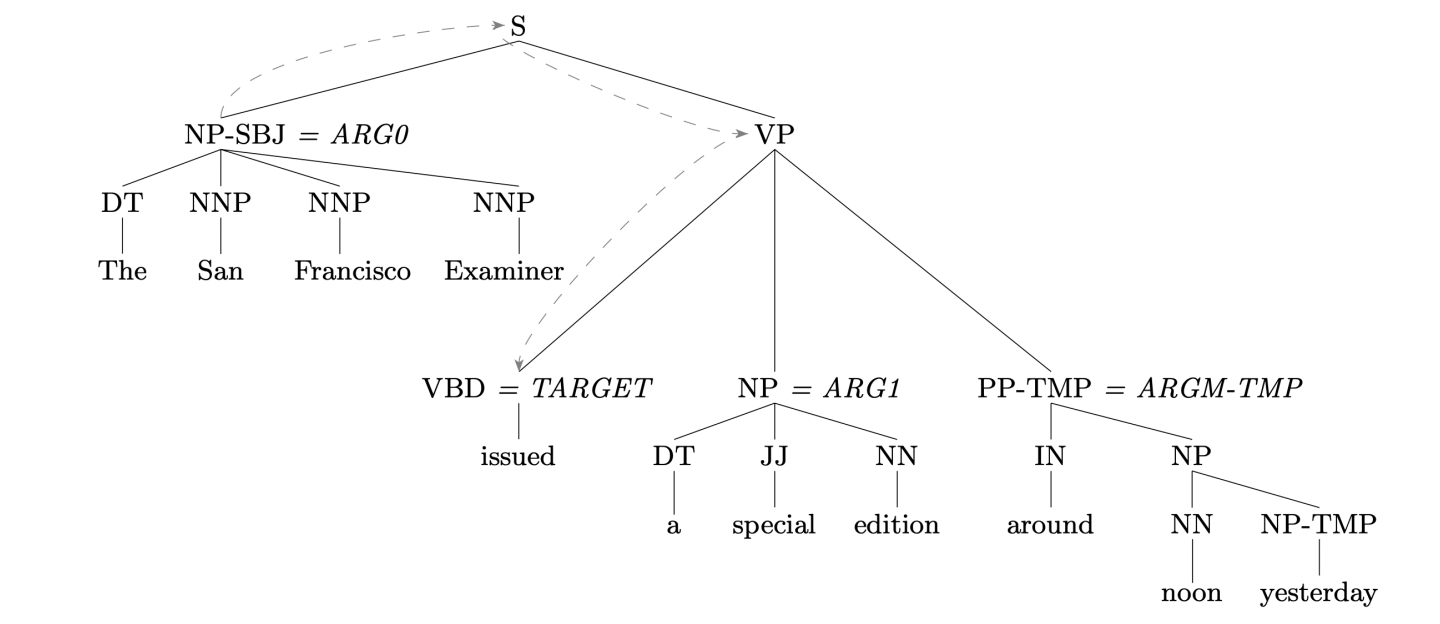 S
NP-SBJ = ARG0 VP
DT NNP NNP NNP
The San Francisco Examiner
VBD = TARGET NP = ARG1 PP-TMP = ARGM-TMP
issued DT JJ NN IN NP
a special edition around NN NP-TMP
noon yesterday